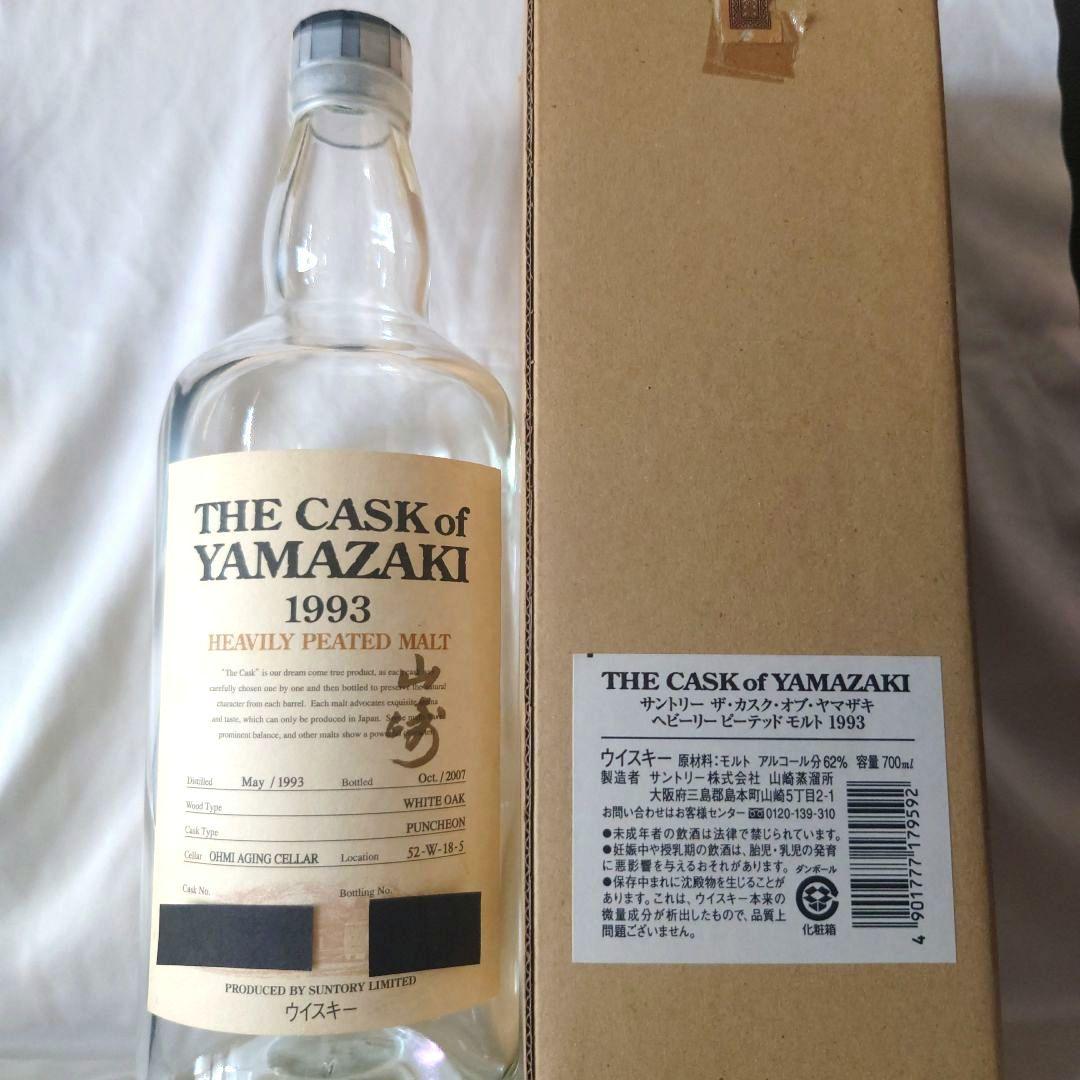 THE CASK of
YAMAZAKI
1993
HEAVILY PEATED MALT
"The Cask" is our dream come true product, as each cask
carefully chosen one by one and then bottled to preserve the natural
character from each barrel. Each malt advocates exquisite
and taste, which can only be produced in Japan.
prominent balance, and other malts show a
山崎
Distilled May / 1993 Bottled Oct. / 2007
Wood Type WHITE OAK
Cask Type PUNCHEON
Cellar OHMI AGING CELLAR Location 52-W-18-5
Cask No. Bottling No.
PRODUCED BY SUNTORY LIMITED
ウイスキー
THE CASK of YAMAZAKI
サントリー ザ・カスク・オブ・ヤマザキ
ヘビーリー ピーテッド モルト 1993
ウイスキー 原材料:モルト アルコール分62% 容量700ml
製造者 サントリー株式会社 山崎蒸溜所
大阪府三島郡島本町山崎5丁目2-1
お問い合わせはお客様センター 0120-139-310
●未成年者の飲酒は法律で禁じられています。
●妊娠中や授乳期の飲酒は、胎児・乳児の発育
に悪影響を与えるおそれがあります。
●保存中まれに沈殿物を生じることが
あります。これは、ウイスキー本来の
微量成分が析出したもので、品質上
問題ございません。
ダンボール
化粧箱
4 901777 179592